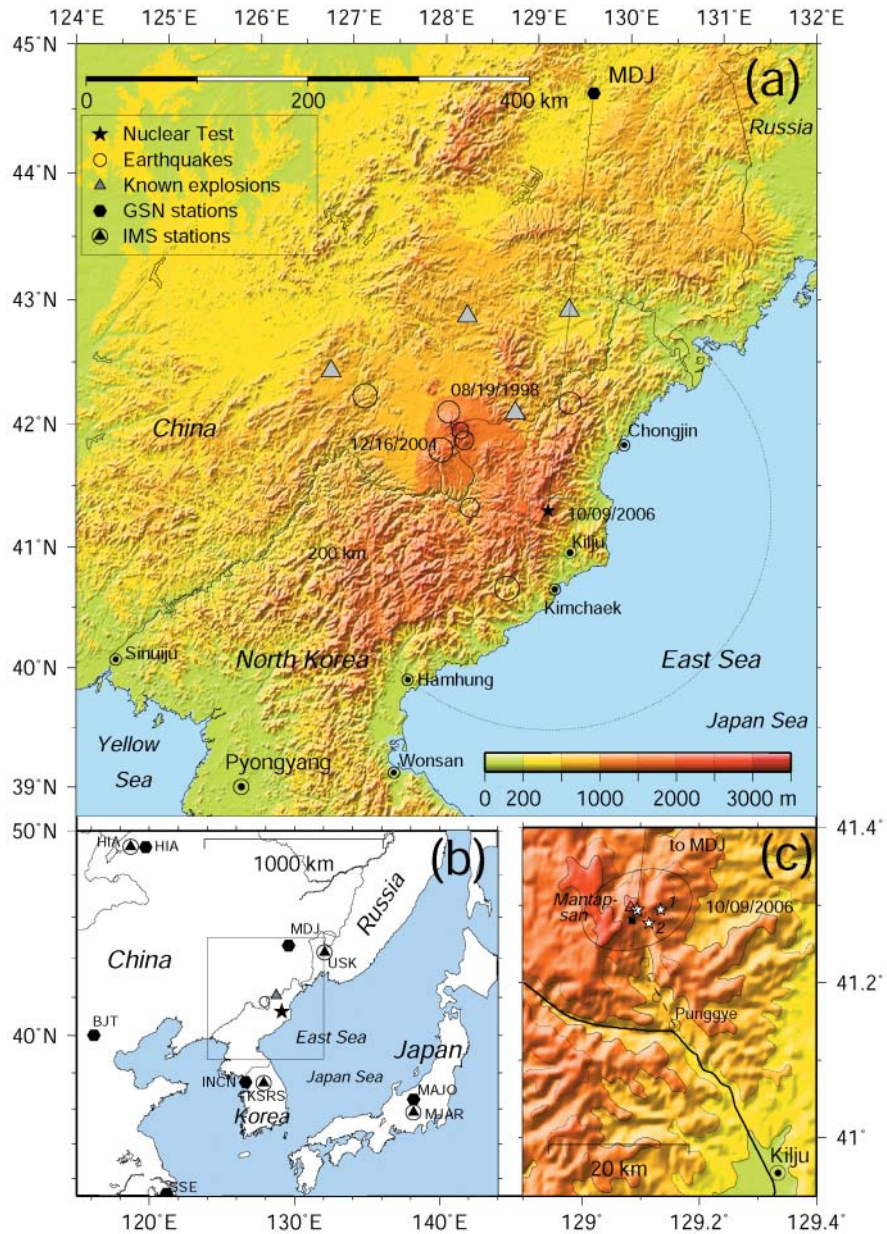 124°E 125°E 126°E 127°E 128°E 129°E 130°E 131°E 132°E
45°N
0 200 400 km
MDJ
(a)
Russia
Nuclear Test
Earthquakes
Known explosions
GSN stations
IMS stations
44°N
43°N
08/19/1998
42°N
China
12/16/2004
Chongjin
10/09/2006
41°N
200 km
Kilju
Kimchaek
Sinuiju
North Korea
East Sea
40°N
Hamhung
Japan Sea
Yellow
Sea
Pyongyang
Wonsan
39°N
0 200 1000 2000 3000 m
50°N
HIA HIA
1000 km
(b)
MDJ
Russia
China
USK
BJT
40°N
East Sea
Japan
Japan Sea
INCN
KSRS
Korea
MAJO
MJAR
SSE
120°E 130°E 140°E
to MDJ
(c)
41.4°
Mantap-
san
1
10/09/2006
2
41.2°
Punggye
41°
20 km
Kilju
129° 129.2° 129.4°